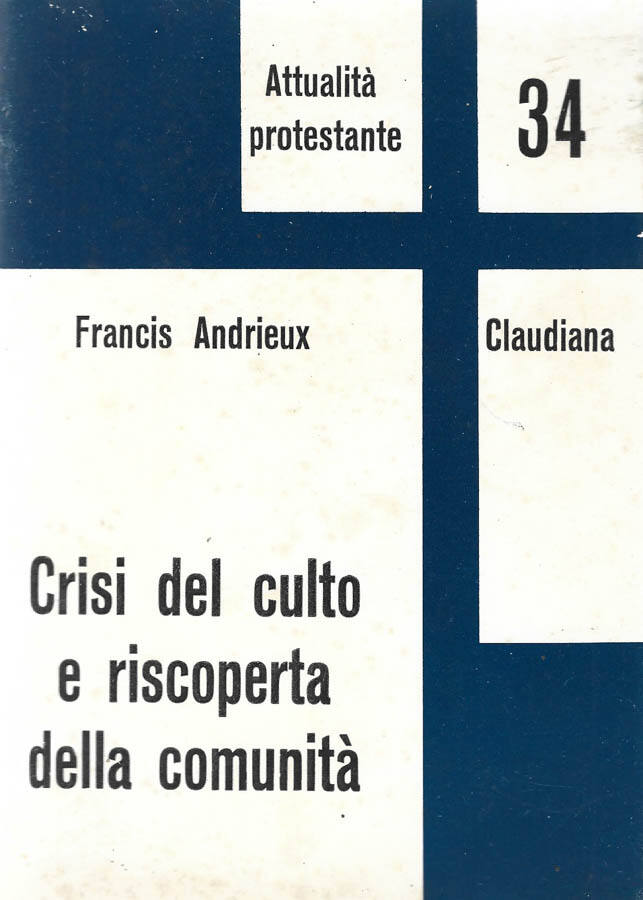 Attualità
protestante
34
Francis Andrieux
Claudiana
Crisi del culto
e riscoperta
della comunità